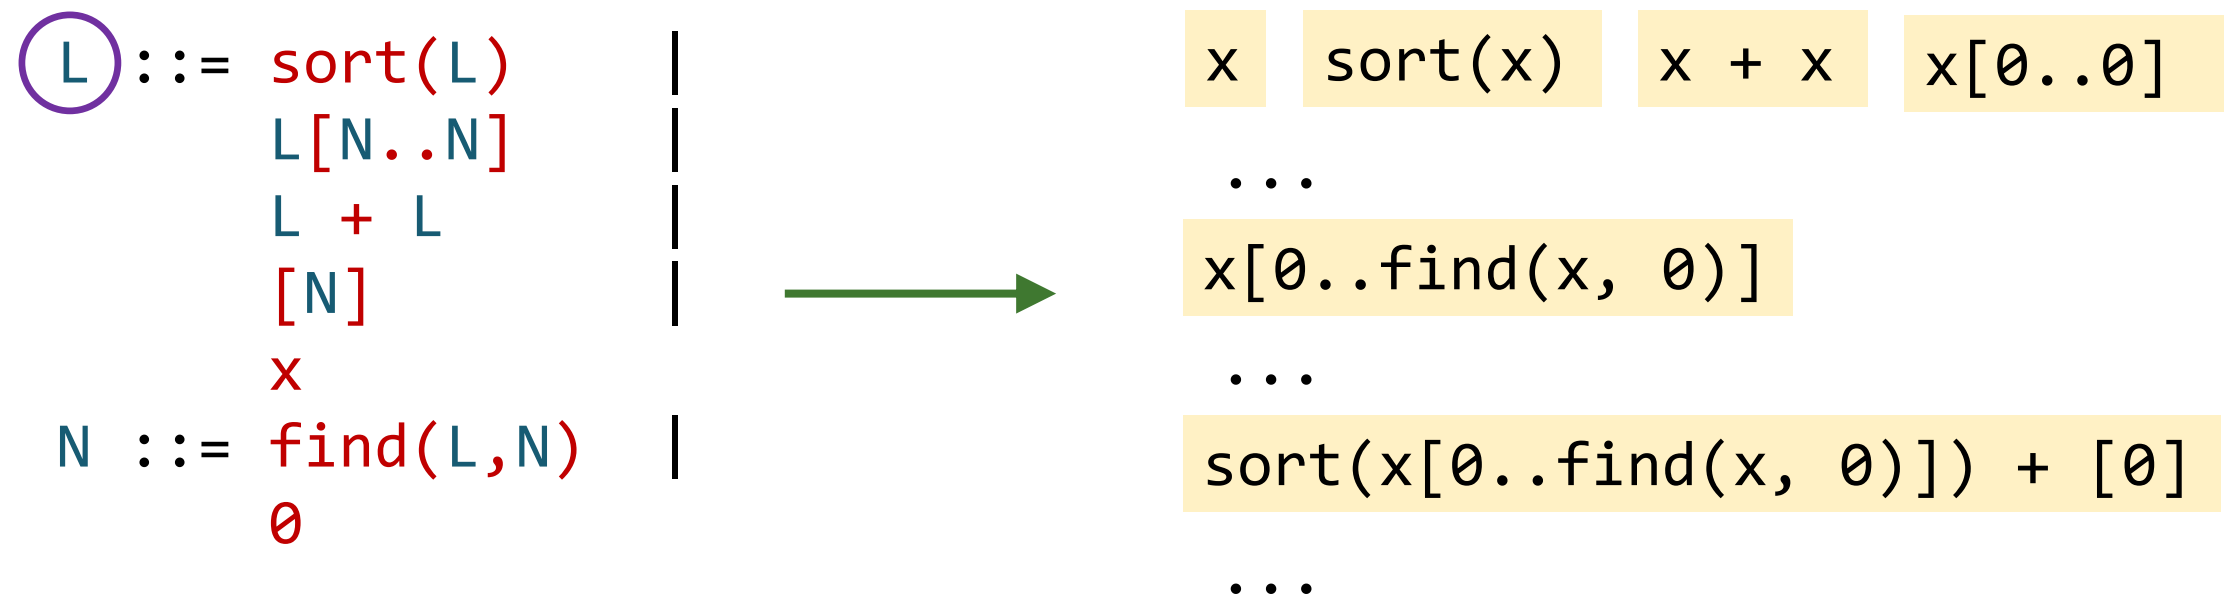 L ::= sort(L) |
L[N..N] |
L + L |
[N] |
x
N ::= find(L,N) |
0
x sort(x) x + x x[0..0]
...
x[0..find(x, 0)]
...
sort(x[0..find(x, 0)]) + [0]
...